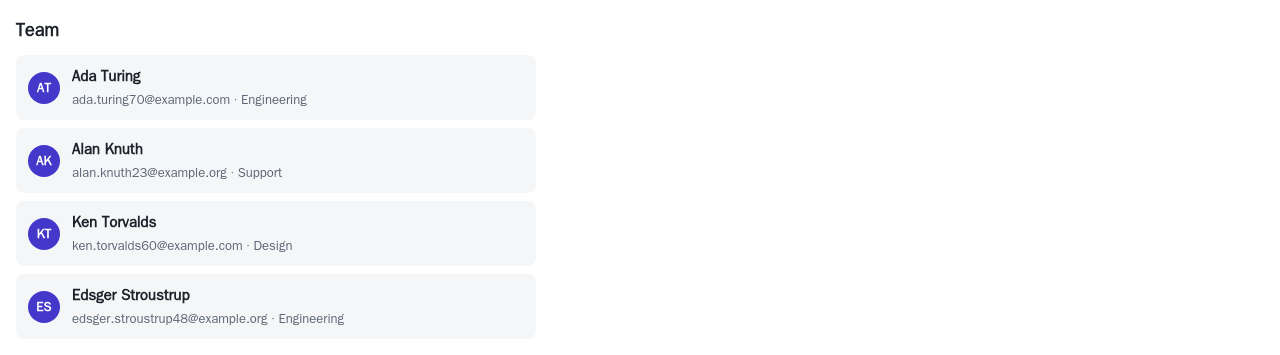 Team
AT
Ada Turing
ada.turing70@example.com · Engineering
AK
Alan Knuth
alan.knuth23@example.org · Support
KT
Ken Torvalds
ken.torvalds60@example.com · Design
ES
Edsger Stroustrup
edsger.stroustrup48@example.org · Engineering